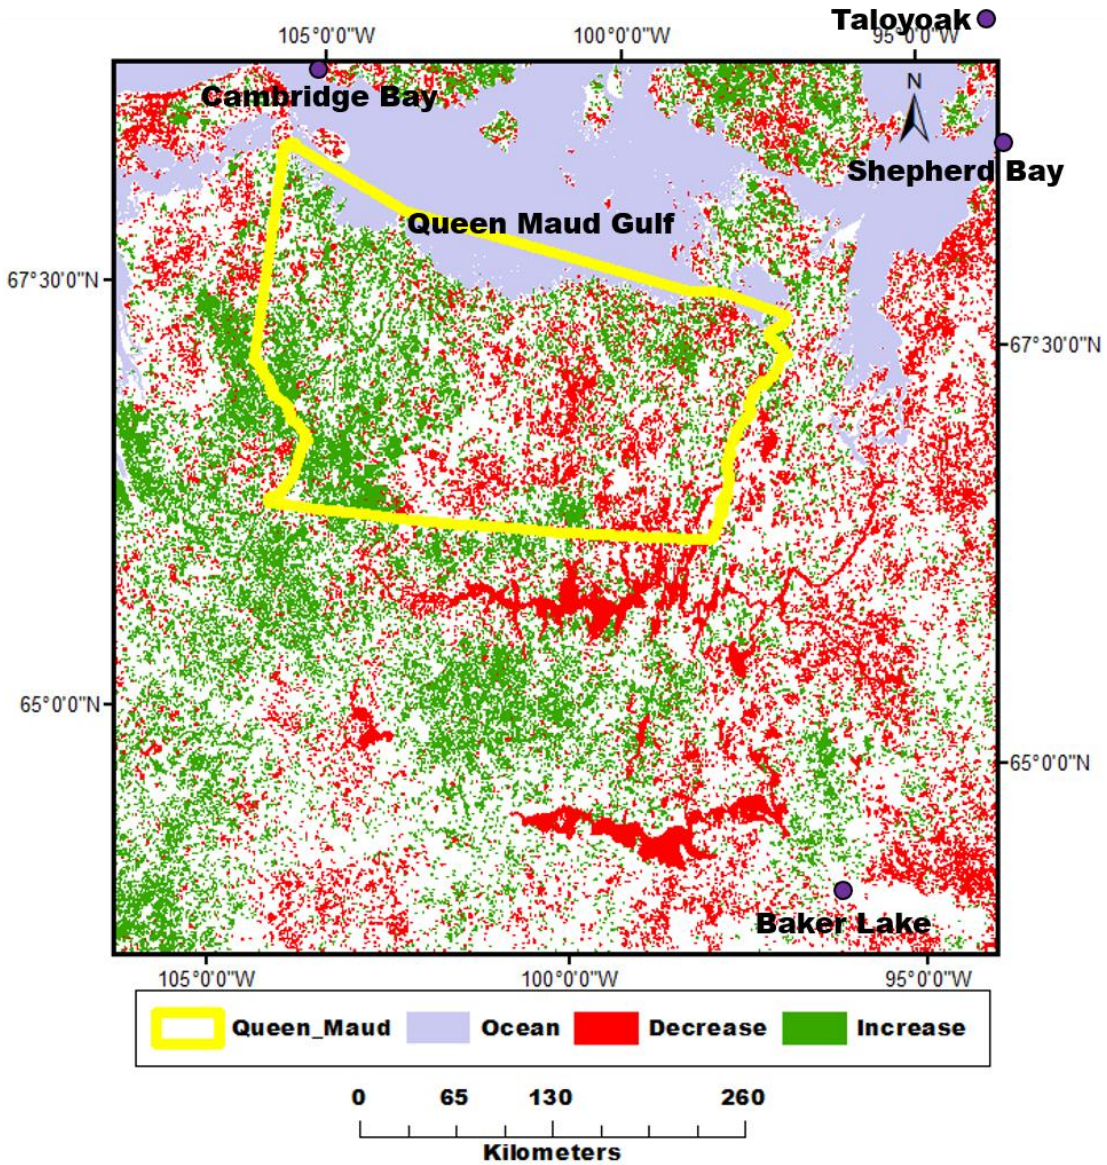 Taloyoak
105°0'0"W 100°0'0"W 95°0'0"W
N
Cambridge Bay
Shepherd Bay
Queen Maud Gulf
67°30'0"N
67°30'0"N
65°0'0"N
65°0'0"N
Baker Lake
105°0'0"W 100°0'0"W 95°0'0"W
Queen_Maud Ocean Decrease Increase
0 65 130 260
Kilometers